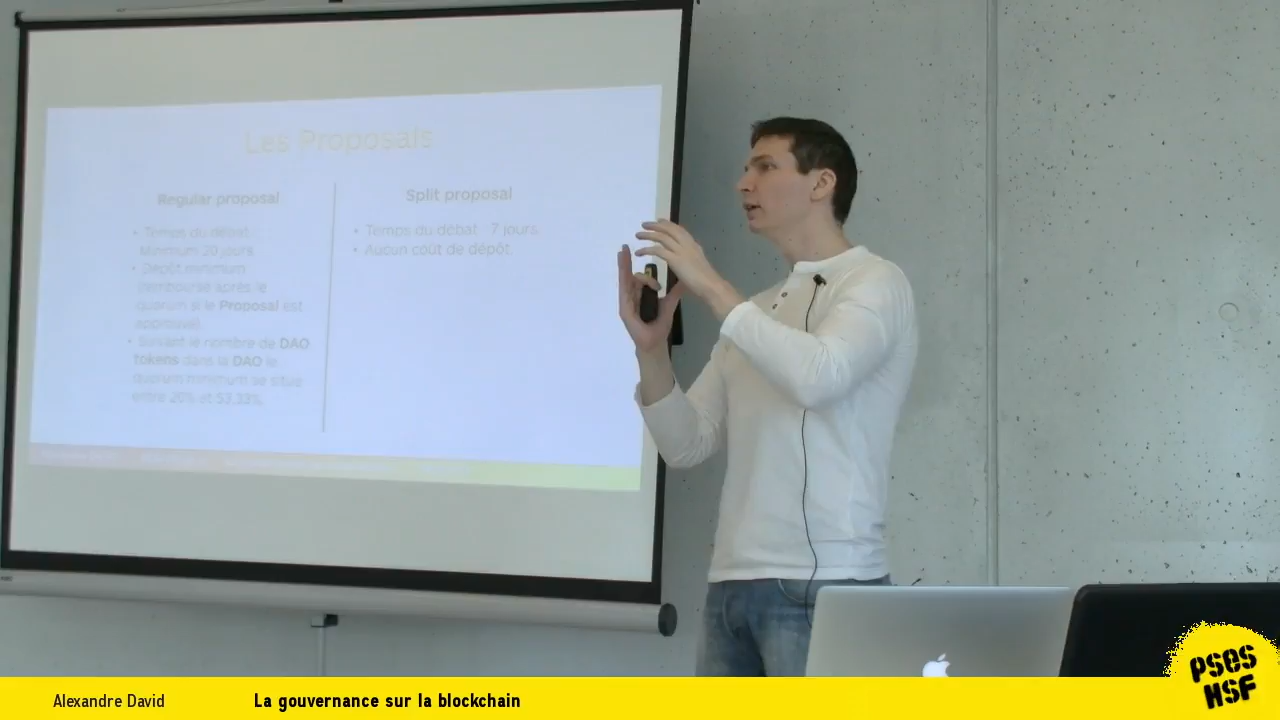 Les Proposals
Regular proposal
• Temps du débat :
Minimum 20 jours
• Dépôt minimum
(remboursé après le
quorum si le Proposal est
approuvé).
• Suivant le nombre de DAO
tokens dans la DAO le
quorum minimum se situe
entre 20% et 53,33%.
Split proposal
• Temps du débat : 7 jours.
• Aucun coût de dépôt.
Alexandre David
La gouvernance sur la blockchain
PSES
HSF